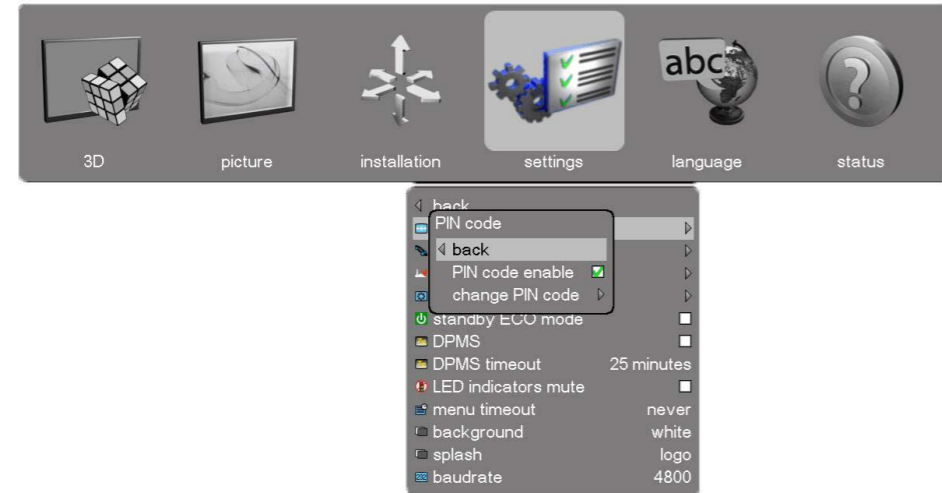 abc
3D
picture
installation
settings
language
status
back
PIN code
back
PIN code enable
change PIN code
standby ECO mode
DPMS
DPMS timeout 25 minutes
LED indicators mute
menu timeout never
background white
splash logo
baudrate 4800